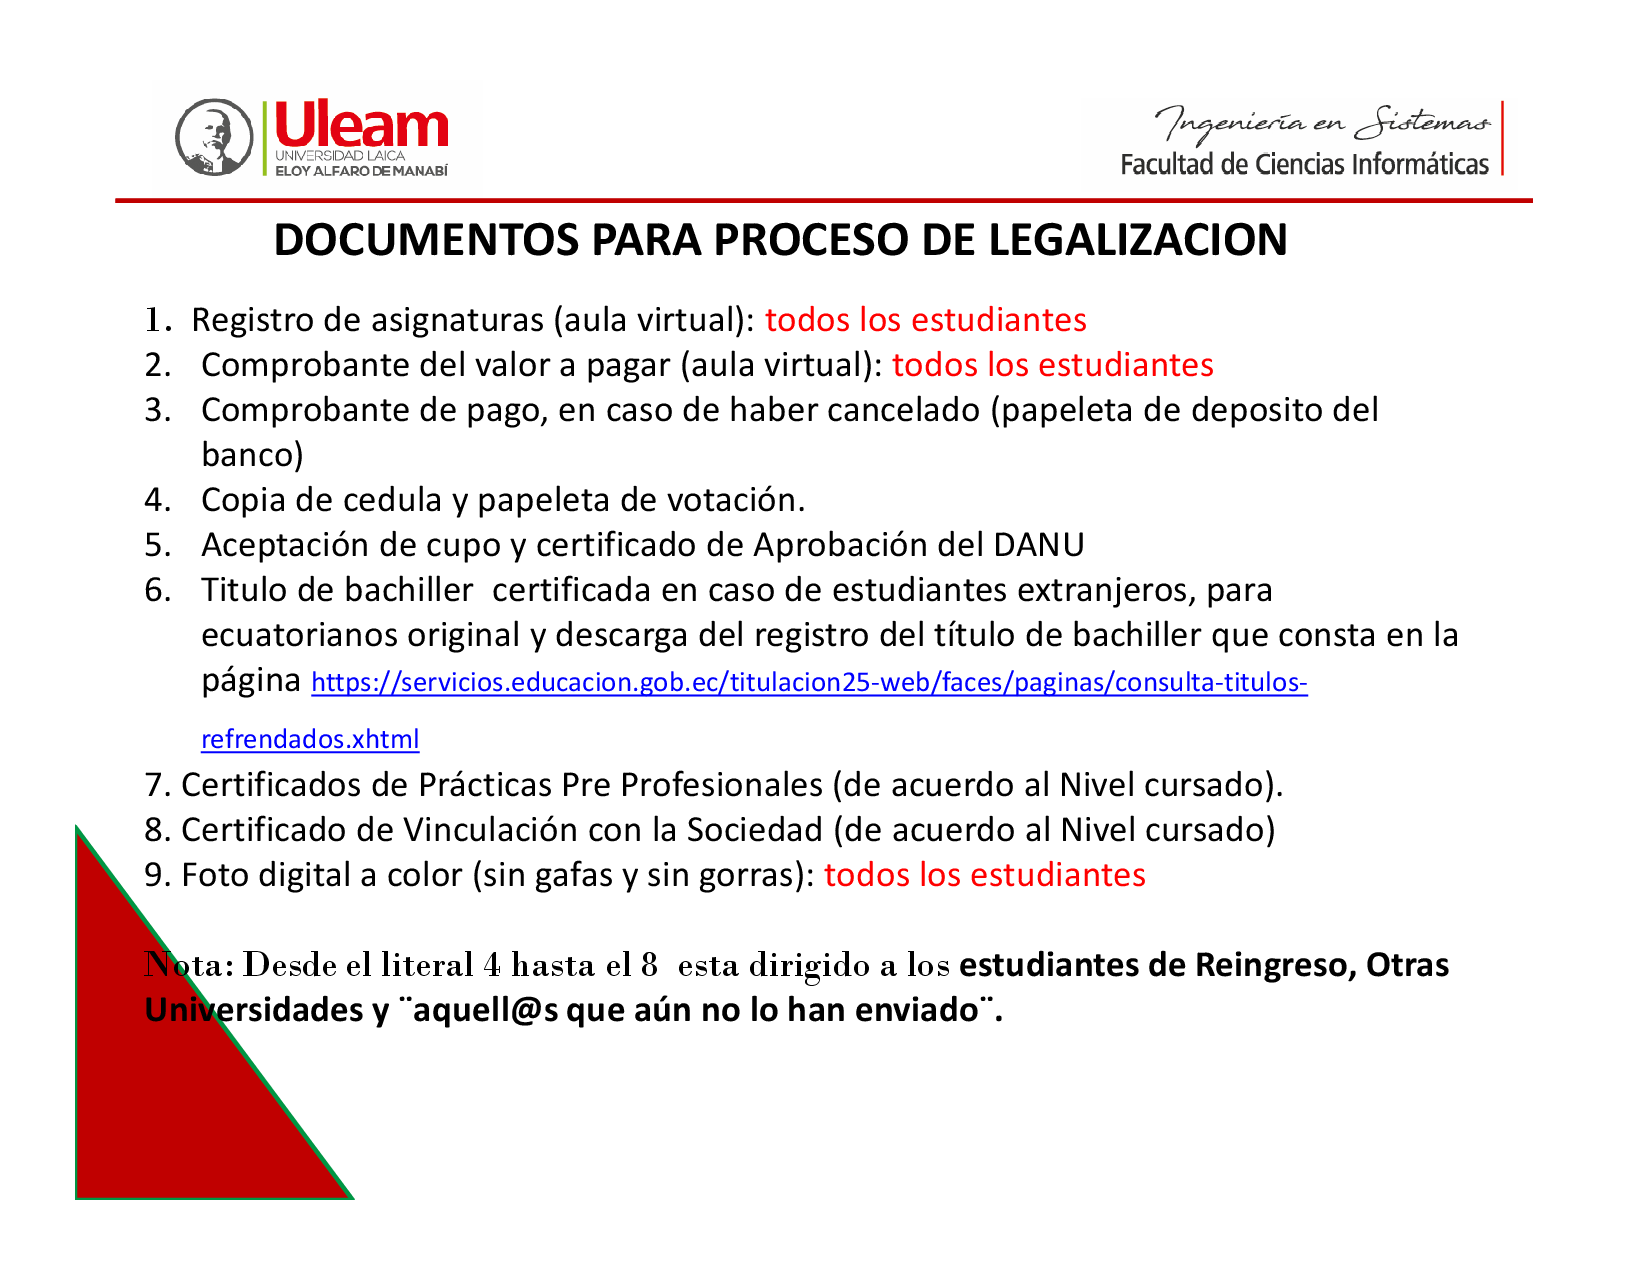 Uleam
UNIVERSIDAD LAICA
ELOY ALFARO DE MANABÍ
Ingeniería en Sistemas
Facultad de Ciencias Informáticas
DOCUMENTOS PARA PROCESO DE LEGALIZACION
1. Registro de asignaturas (aula virtual): todos los estudiantes
2. Comprobante del valor a pagar (aula virtual): todos los estudiantes
3. Comprobante de pago, en caso de haber cancelado (papeleta de deposito del
banco)
4. Copia de cedula y papeleta de votación.
5. Aceptación de cupo y certificado de Aprobación del DANU
6. Titulo de bachiller  certificada en caso de estudiantes extranjeros, para
ecuatorianos original y descarga del registro del título de bachiller que consta en la
página https://servicios.educacion.gob.ec/titulacion25-web/faces/paginas/consulta-titulos-
refrendados.xhtml
7. Certificados de Prácticas Pre Profesionales (de acuerdo al Nivel cursado).
8. Certificado de Vinculación con la Sociedad (de acuerdo al Nivel cursado)
9. Foto digital a color (sin gafas y sin gorras): todos los estudiantes
Nota: Desde el literal 4 hasta el 8  esta dirigido a los estudiantes de Reingreso, Otras
Universidades y ¨aquell@s que aún no lo han enviado¨.